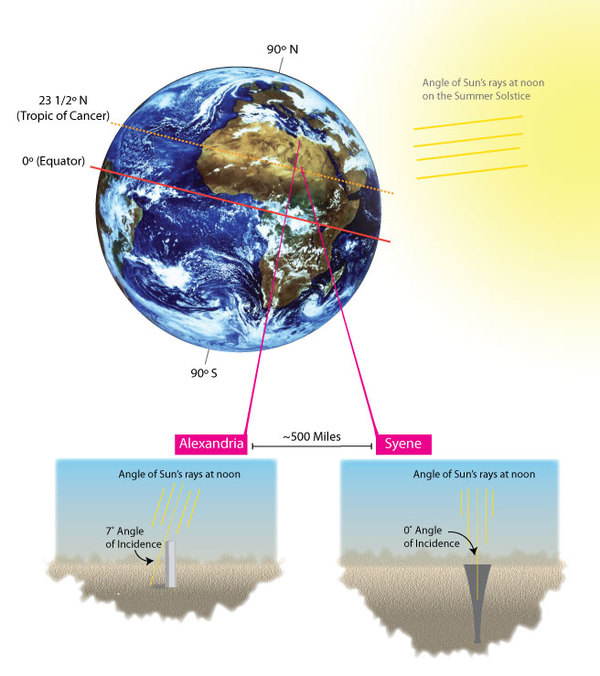 90º N
Angle of Sun's rays at noon
on the Summer Solstice
23 1/2º N
(Tropic of Cancer)
0º (Equator)
90º S
Alexandria
~500 Miles
Syene
Angle of Sun's rays at noon
7˚ Angle
of Incidence
Angle of Sun's rays at noon
0˚ Angle
of Incidence